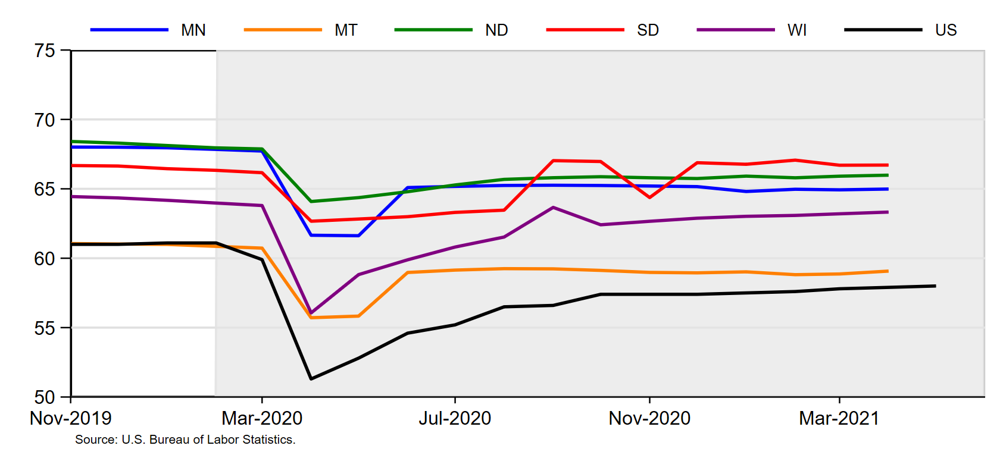 MN MT ND SD WI US
75
70
65
60
55
50
Nov-2019 Mar-2020 Jul-2020 Nov-2020 Mar-2021
Source: U.S. Bureau of Labor Statistics.